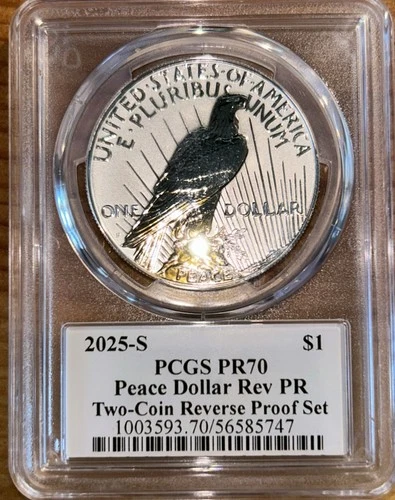 UNITED·STATES·OF·AMERICA
E·PLURIBUS·UNUM
ONE DOLLAR
PEACE
2025-S $1
PCGS PR70
Peace Dollar Rev PR
Two-Coin Reverse Proof Set
1003593.70/56585747